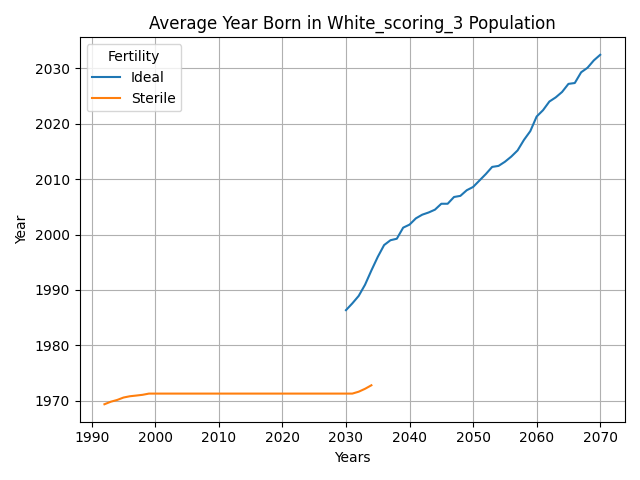 Average Year Born in White_scoring_3 Population
Fertility
Ideal
Sterile
2030
2020
2010
2000
1990
1980
1970
Year
1990 2000 2010 2020 2030 2040 2050 2060 2070
Years